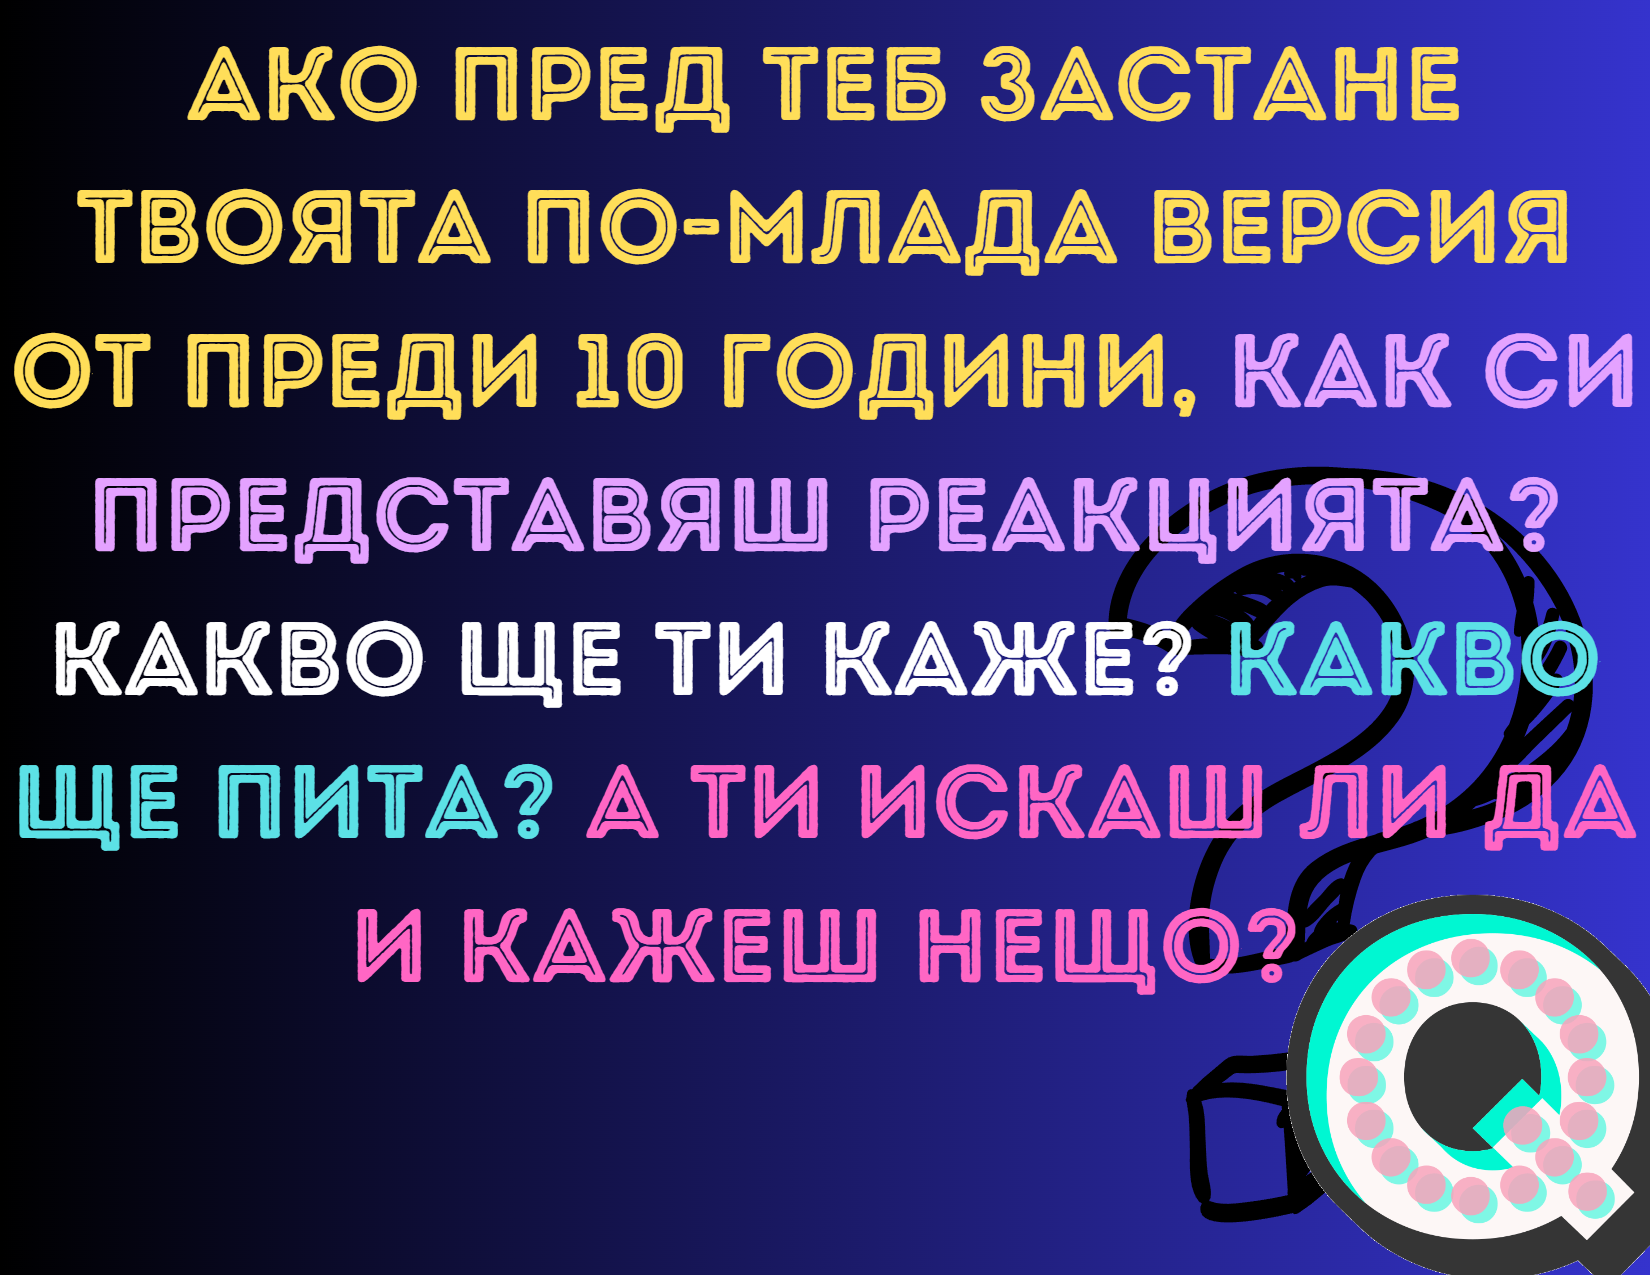 АКО ПРЕД ТЕБ ЗАСТАНЕ
ТВОЯТА ПО-МЛАДА ВЕРСИЯ
ОТ ПРЕДИ 10 ГОДИНИ, КАК СИ
ПРЕДСТАВЯШ РЕАКЦИЯТА?
КАКВО ЩЕ ТИ КАЖЕ? КАКВО
ЩЕ ПИТА? А ТИ ИСКАШ ЛИ ДА
И КАЖЕШ НЕЩО?
Q